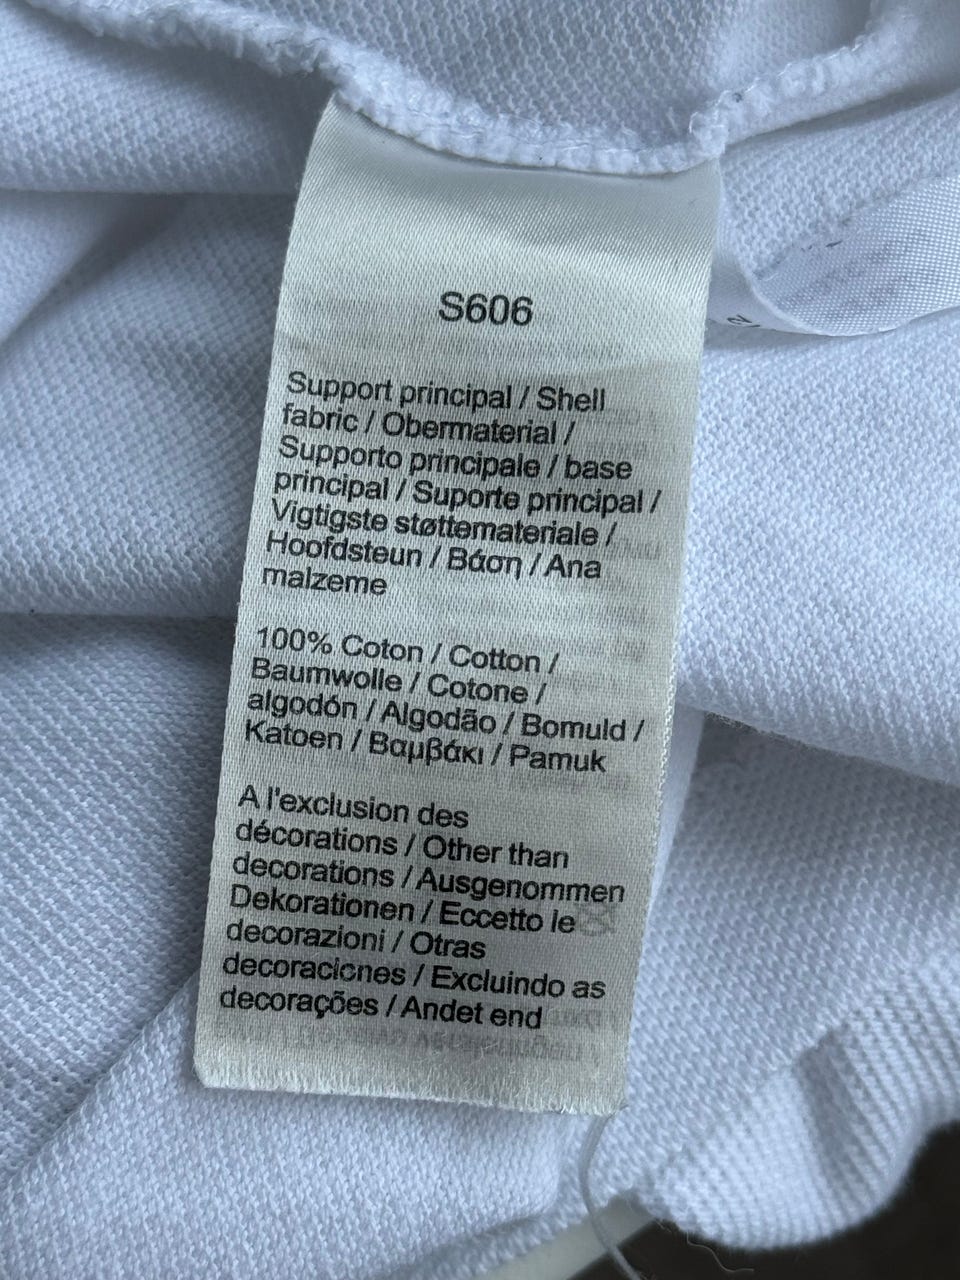 S606
Support principal / Shell
fabric / Obermaterial /
Supporto principale / base
principal / Suporte principal /
Vigtigste støttemateriale /
Hoofdsteun / Βάση / Ana
malzeme
100% Coton / Cotton /
Baumwolle / Cotone /
algodón / Algodão / Bomuld /
Katoen / Βαμβάκι / Pamuk
A l'exclusion des
décorations / Other than
decorations / Ausgenommen
Dekorationen / Eccetto le
decorazioni / Otras
decoraciones / Excluindo as
decorações / Andet end